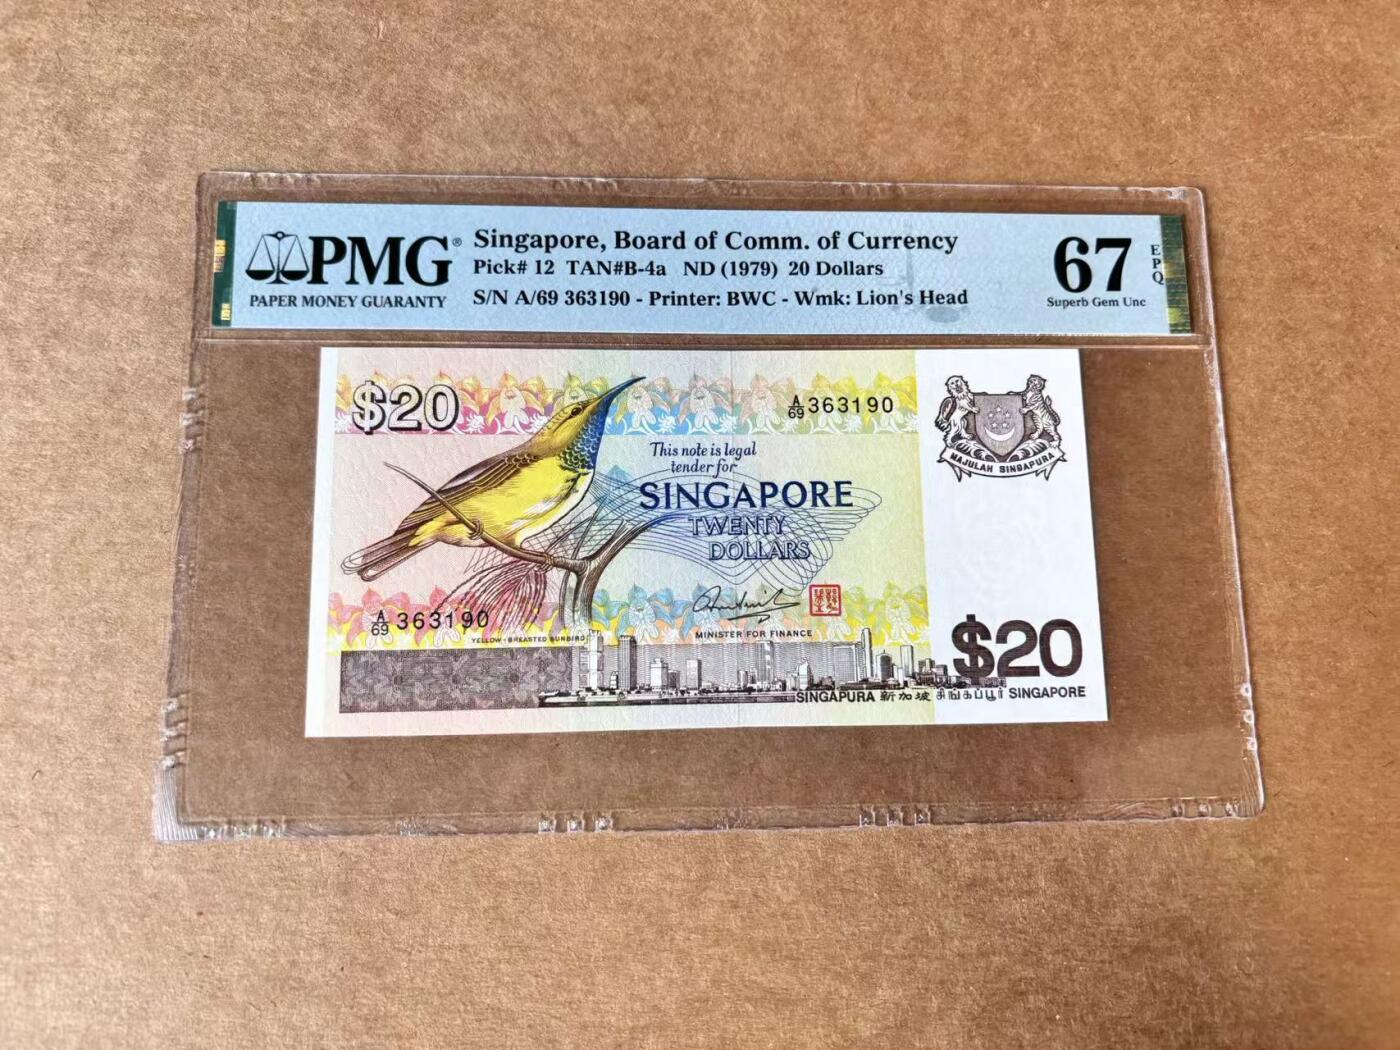 PMG®
PAPER MONEY GUARANTY
Singapore, Board of Comm. of Currency
Pick# 12 TAN#B-4a ND (1979) 20 Dollars
S/N A/69 363190 - Printer: BWC - Wmk: Lion's Head
67
EPQ
Superb Gem Unc
$20
A/69 363190
MAJULAH SINGAPURA
This note is legal
tender for
SINGAPORE
TWENTY
DOLLARS
A/69 363190
YELLOW-BREASTED SUNBIRD
MINISTER FOR FINANCE
$20
SINGAPURA 新加坡 சிங்கப்பூர் SINGAPORE